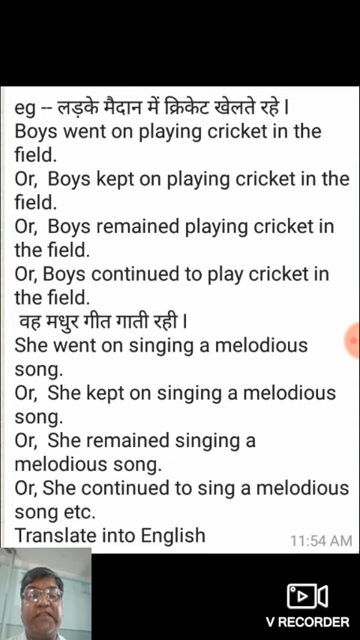 eg -- लड़के मैदान में क्रिकेट खेलते रहे l
Boys went on playing cricket in the
field.
Or,  Boys kept on playing cricket in the
field.
Or,  Boys remained playing cricket in
the field.
Or, Boys continued to play cricket in
the field.
वह मधुर गीत गाती रही l
She went on singing a melodious
song.
Or,  She kept on singing a melodious
song.
Or,  She remained singing a
melodious song.
Or, She continued to sing a melodious
song etc.
Translate into English
11:54 AM
V RECORDER